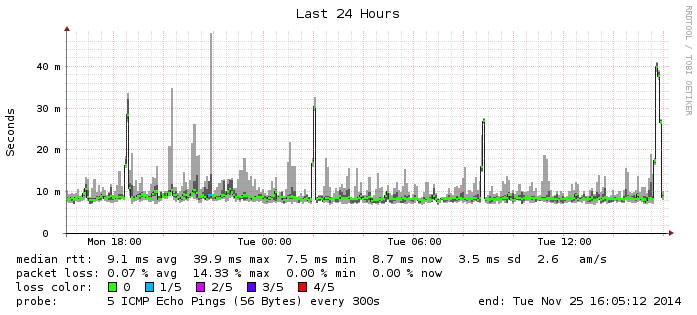 Last 24 Hours
RRDTOOL / TOBI OETIKER
Seconds
40 m
30 m
20 m
10 m
0
Mon 18:00 Tue 00:00 Tue 06:00 Tue 12:00
median rtt: 9.1 ms avg 39.9 ms max 7.5 ms min 8.7 ms now 3.5 ms sd 2.6 am/s
packet loss: 0.07 % avg 14.33 % max 0.00 % min 0.00 % now
loss color: 0 1/5 2/5 3/5 4/5
probe: 5 ICMP Echo Pings (56 Bytes) every 300s end: Tue Nov 25 16:05:12 2014